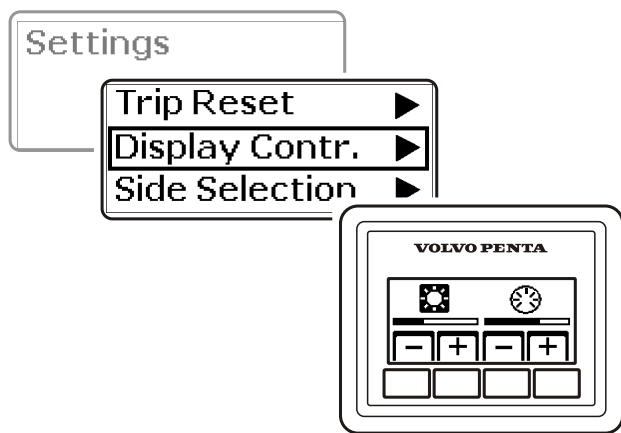 Settings
Trip Reset
Display Contr.
Side Selection
VOLVO PENTA
− + − +